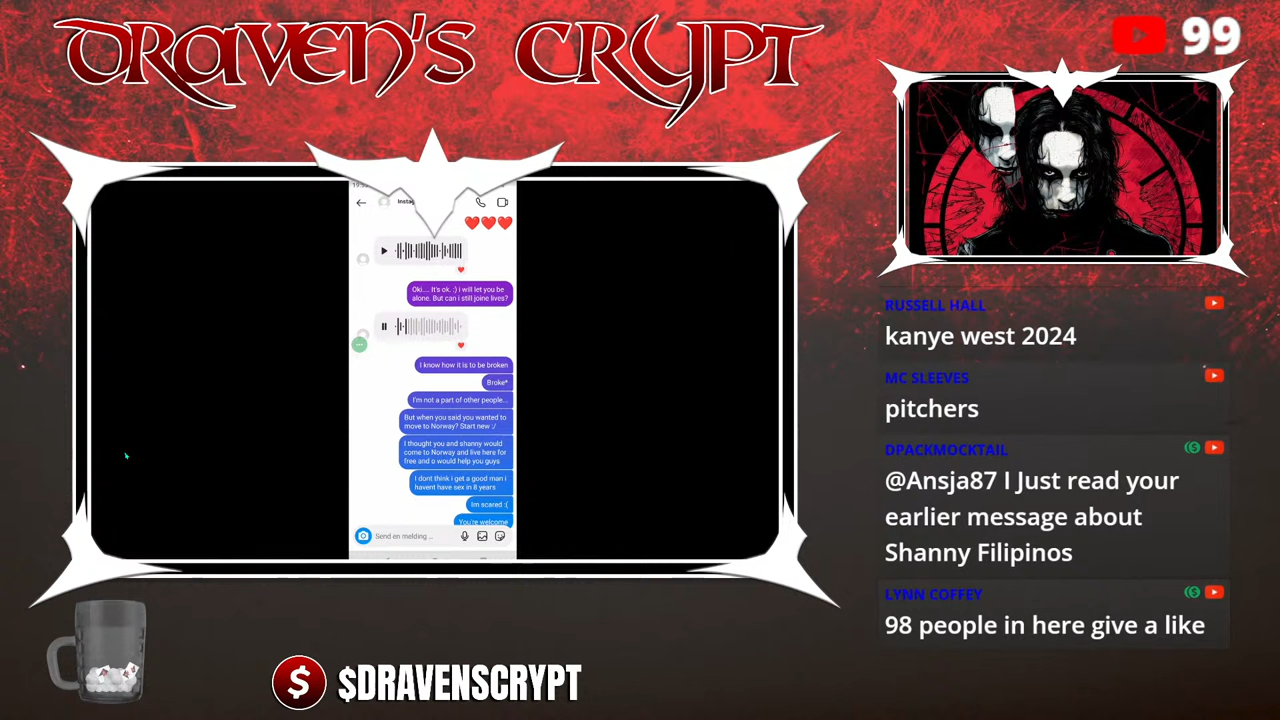 DRAVEN'S CRYPT
99
❤️❤️❤️
Oki.... It's ok. :) i will let you be
alone. But can i still joine lives?
I know how it is to be broken
Broke*
I'm not a part of other people...
But when you said you wanted to
move to Norway? Start new :/
I thought you and shanny would
come to Norway and live here for
free and o would help you guys
I dont think i get a good man i
havent have sex in 8 years
Im scared :(
You're welcome
Send en melding ...
RUSSELL HALL
kanye west 2024
MC SLEEVES
pitchers
DPACKMOCKTAIL
@Ansja87 I Just read your
earlier message about
Shanny Filipinos
LYNN COFFEY
98 people in here give a like
$ $DRAVENSCRYPT